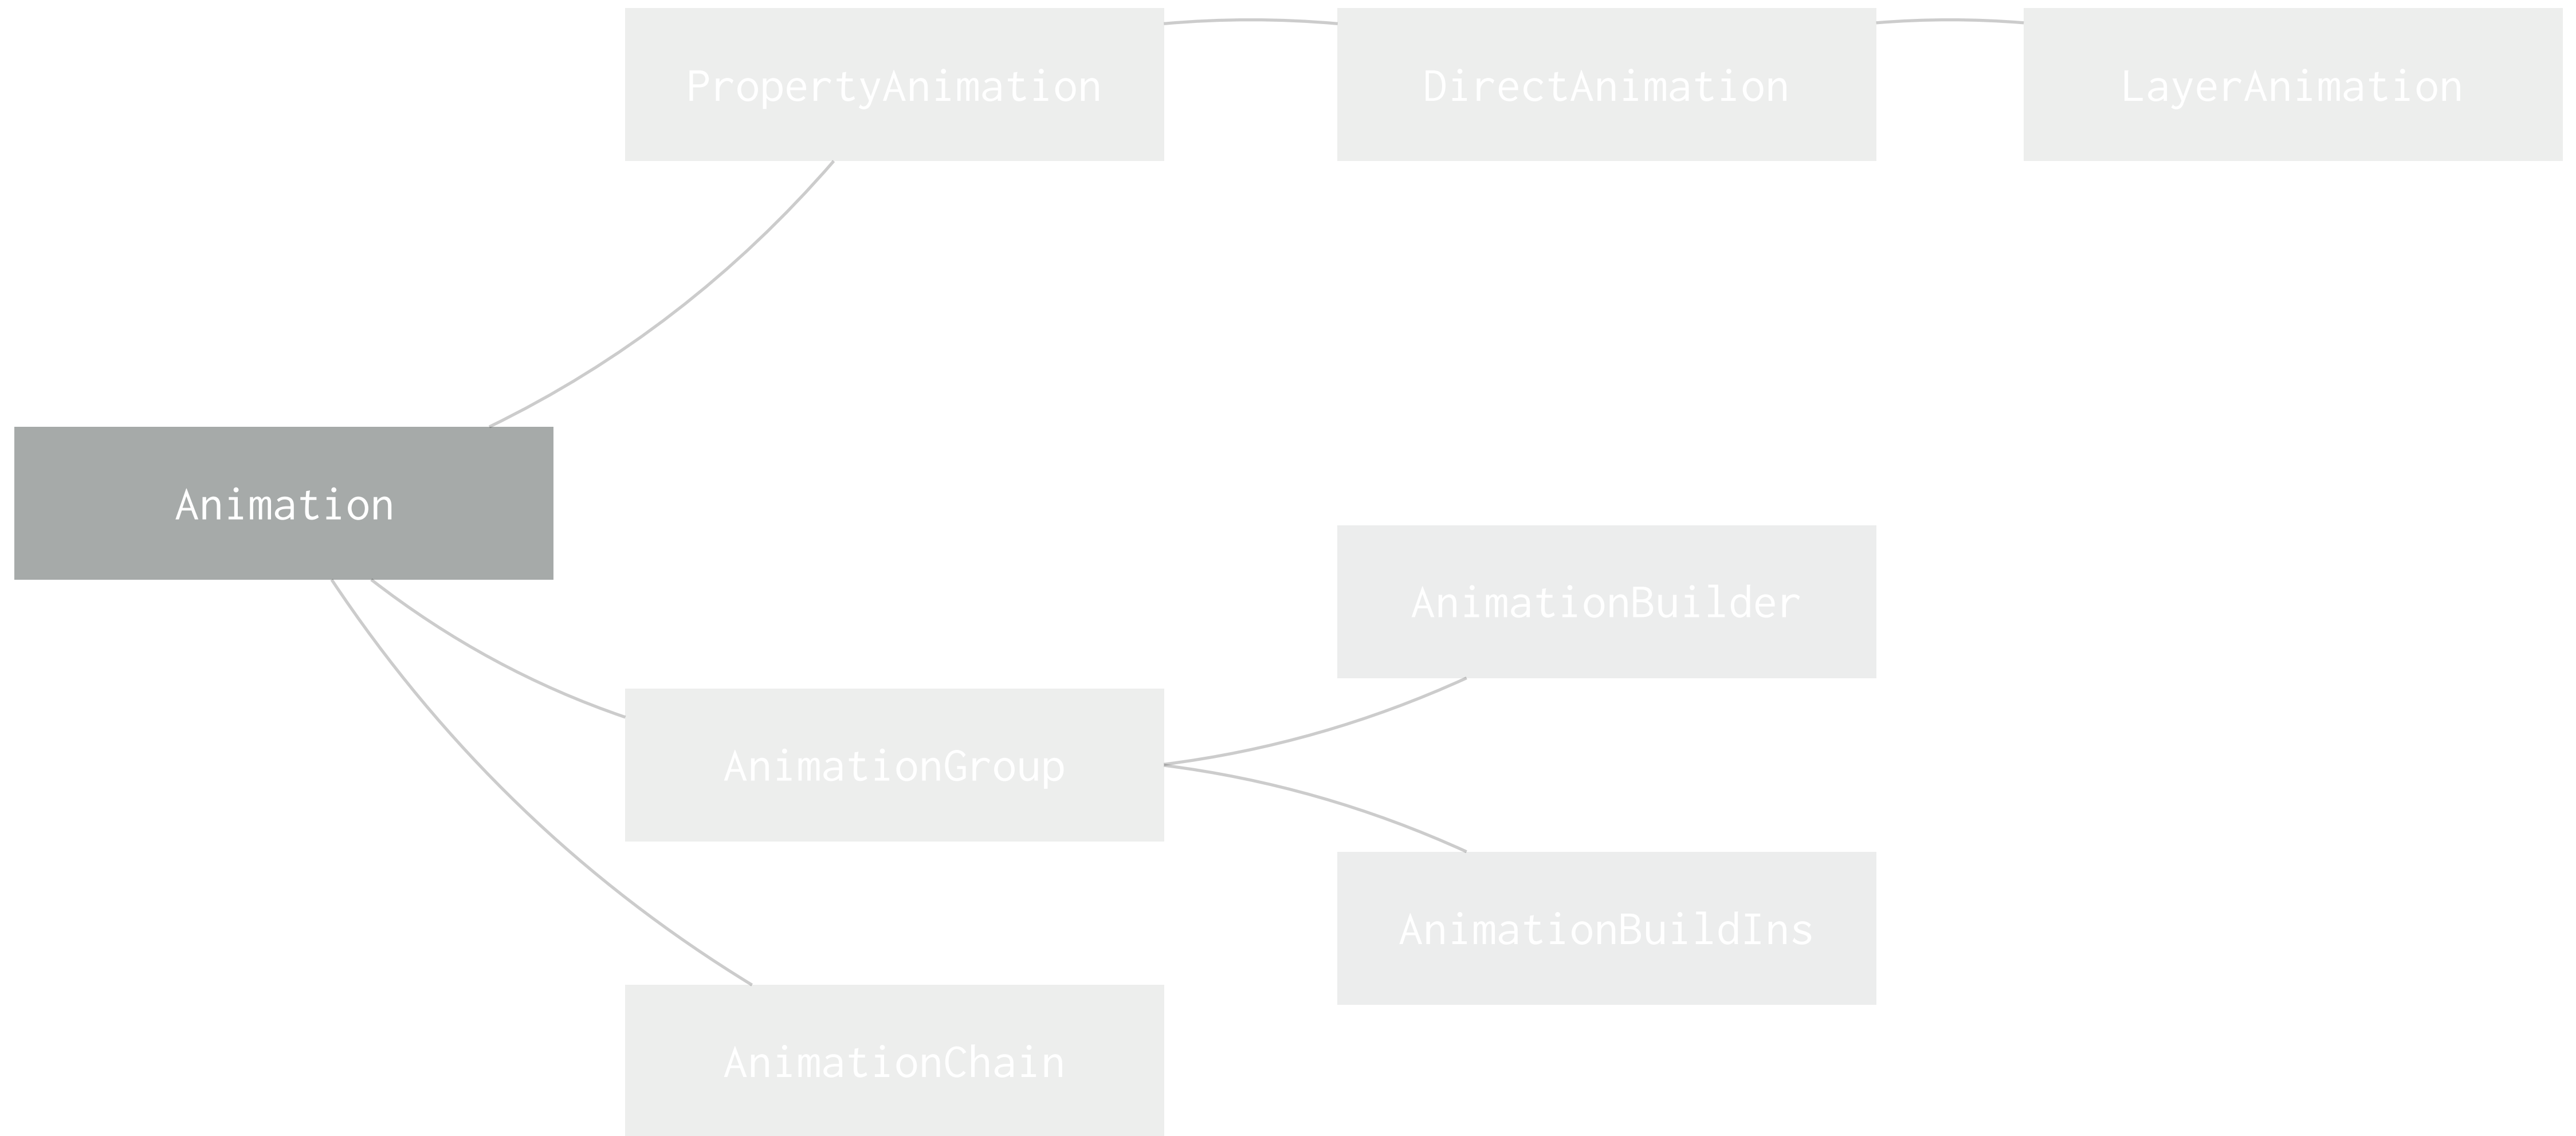 PropertyAnimation
DirectAnimation
LayerAnimation
Animation
AnimationBuilder
AnimationGroup
AnimationBuildIns
AnimationChain